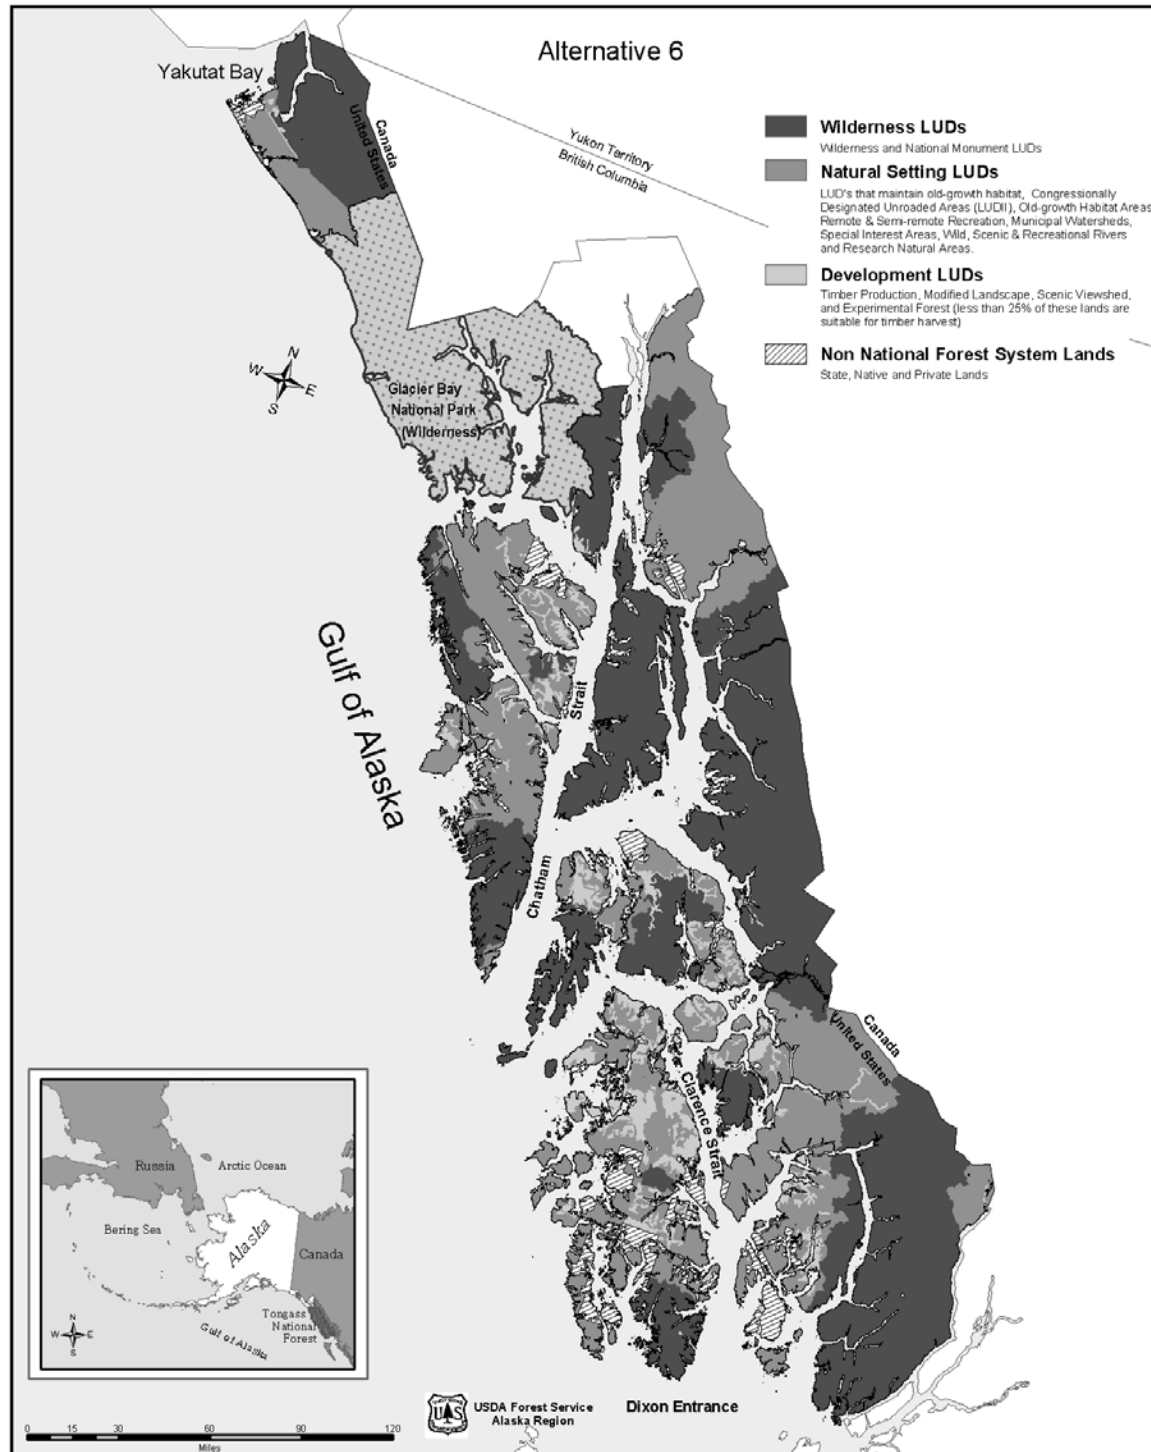 Alternative 6
Yakutat Bay
Canada
United States
Yukon Territory
British Columbia
Wilderness LUDs
Wilderness and National Monument LUDs
Natural Setting LUDs
LUD's that maintain old-growth habitat, Congressionally
Designated Unroaded Areas (LUDII), Old-growth Habitat Areas
Remote & Semi-remote Recreation, Municipal Watersheds,
Special Interest Areas, Wild, Scenic & Recreational Rivers
and Research Natural Areas.
Development LUDs
Timber Production, Modified Landscape, Scenic Viewshed,
and Experimental Forest (less than 25% of these lands are
suitable for timber harvest)
Non National Forest System Lands
State, Native and Private Lands
N
W
E
S
Glacier Bay
National Park
(Wilderness)
Gulf of Alaska
Strait
Chatham
Canada
United States
Clarence Strait
Russia
Arctic Ocean
Bering Sea
Alaska
Canada
Tongass
National
Forest
Gulf of Alaska
N
W
E
S
0 15 30 60 90 120
Miles
UAS
USDA Forest Service
Alaska Region
Dixon Entrance